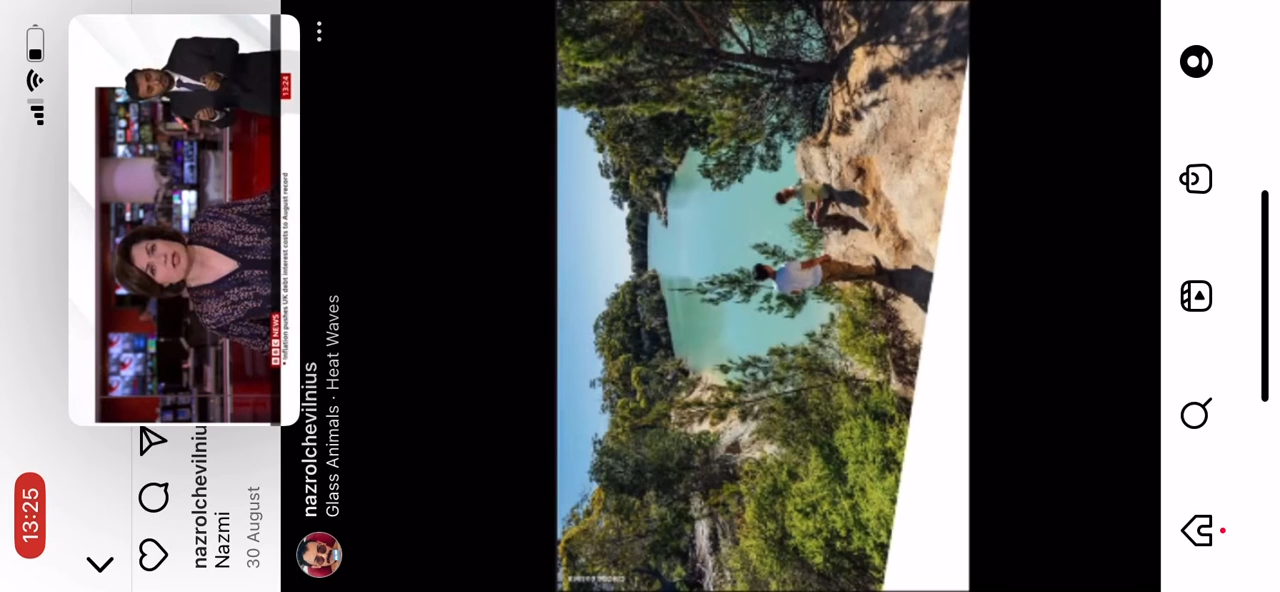 13:25
13:24
BBC NEWS
• Inflation pushes UK debt interest costs to August record
nazrolchevilniu
Nazmi
30 August
nazrolchevilnius
Glass Animals · Heat Waves